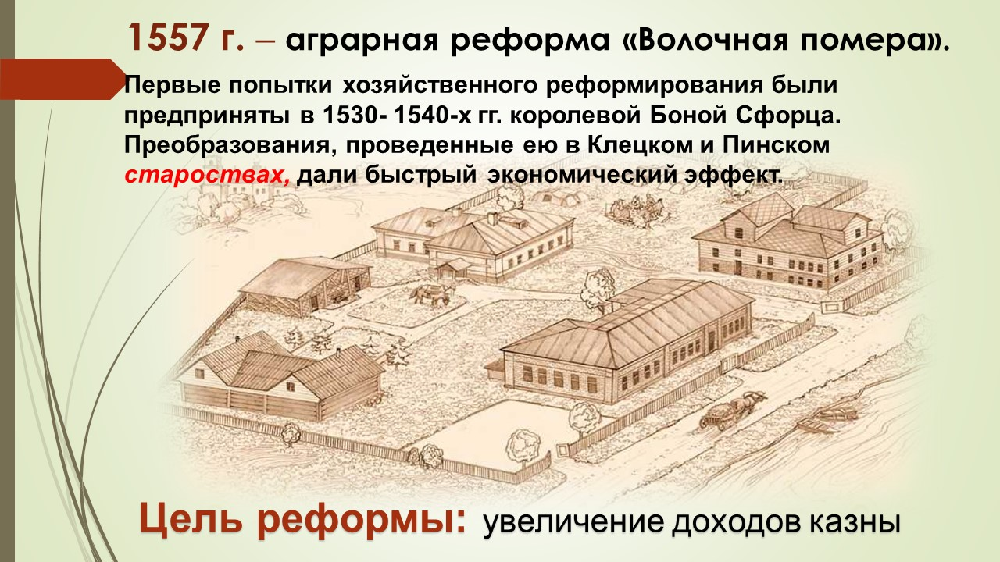 1557 г. – аграрная реформа «Волочная помера».
Первые попытки хозяйственного реформирования были
предприняты в 1530- 1540-х гг. королевой Боной Сфорца.
Преобразования, проведенные ею в Клецком и Пинском
староствах, дали быстрый экономический эффект.
Цель реформы: увеличение доходов казны